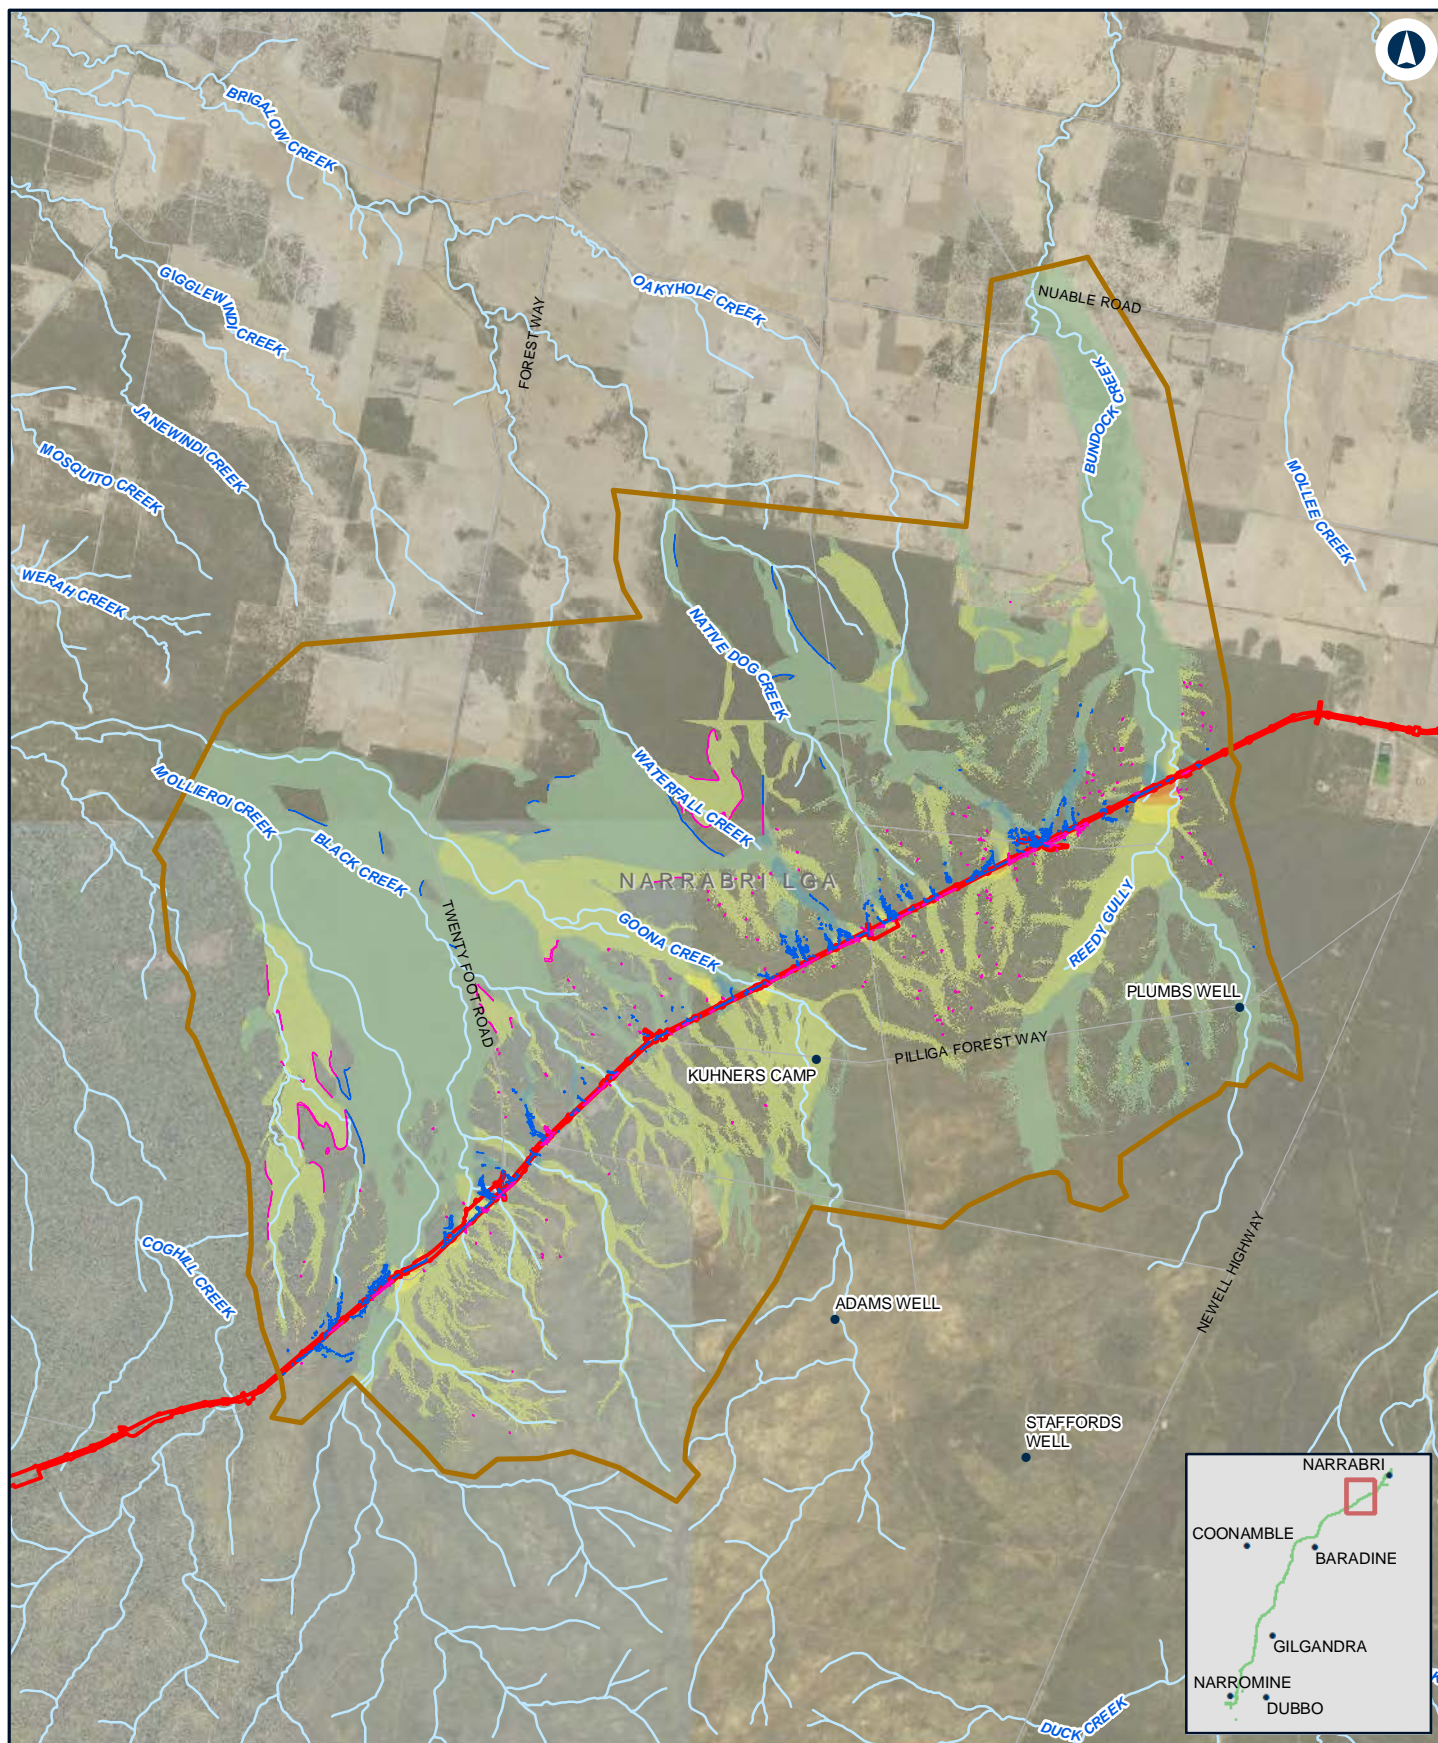 BRIGALOW CREEK
GIGGLEWINDI CREEK
OAKYHOLE CREEK
NUABLE ROAD
FOREST WAY
BUNDOCK CREEK
JANEWINDI CREEK
MOSQUITO CREEK
MOLLEE CREEK
WERAH CREEK
NATIVE DOG CREEK
WATERFALL CREEK
MOLLIEROI CREEK
BLACK CREEK
NARRABRI LGA
GOONA CREEK
TWENTY FOOT ROAD
REEDY GULLY
PLUMBS WELL
PILLIGA FOREST WAY
KUHNERS CAMP
COGHILL CREEK
NEWELL HIGHWAY
ADAMS WELL
STAFFORDS
WELL
DUCK CREEK
NARRABRI
COONAMBLE
BARADINE
GILGANDRA
NARROMINE
DUBBO